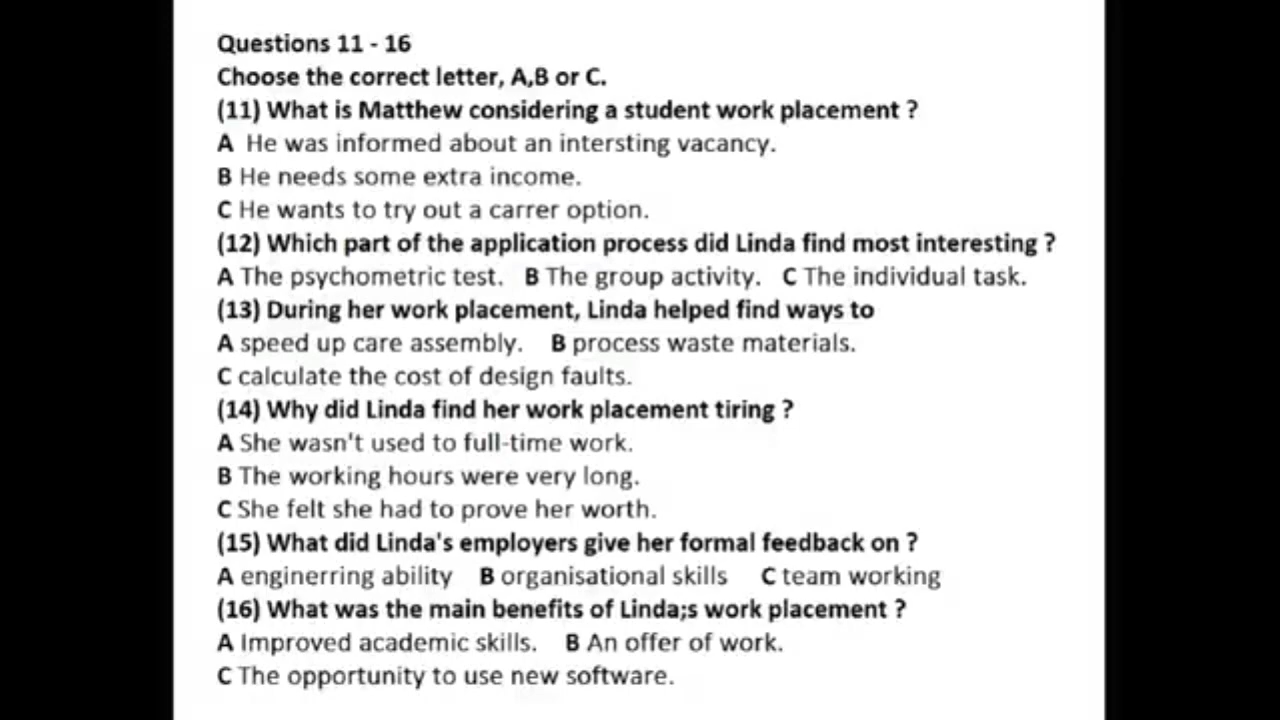 Questions 11 - 16
Choose the correct letter, A,B or C.
(11) What is Matthew considering a student work placement ?
A He was informed about an intersting vacancy.
B He needs some extra income.
C He wants to try out a carrer option.
(12) Which part of the application process did Linda find most interesting ?
A The psychometric test. B The group activity. C The individual task.
(13) During her work placement, Linda helped find ways to
A speed up care assembly. B process waste materials.
C calculate the cost of design faults.
(14) Why did Linda find her work placement tiring ?
A She wasn't used to full-time work.
B The working hours were very long.
C She felt she had to prove her worth.
(15) What did Linda's employers give her formal feedback on ?
A enginerring ability B organisational skills C team working
(16) What was the main benefits of Linda;s work placement ?
A Improved academic skills. B An offer of work.
C The opportunity to use new software.